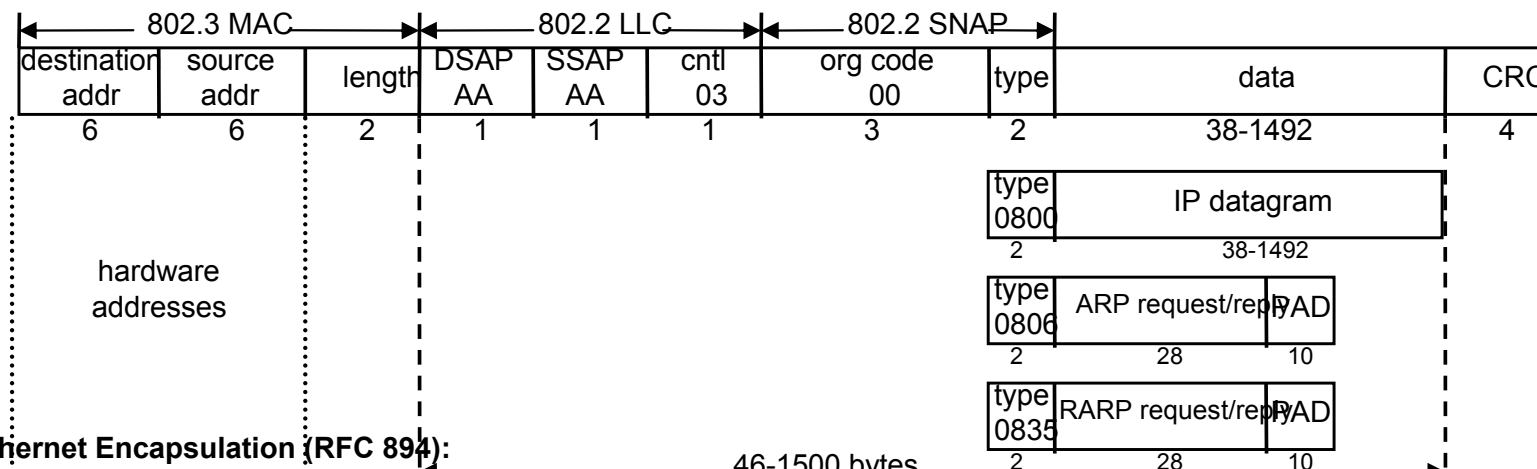 802.3 MAC 802.2 LLC 802.2 SNAP
destination addr source addr length DSAP AA SSAP AA cntl 03 org code 00 type data CRC
6 6 2 1 1 1 3 2 38-1492 4
type 0800 IP datagram
2 38-1492
hardware addresses
type 0806 ARP request/reply PAD
2 28 10
type 0835 RARP request/reply PAD
2 28 10
hernet Encapsulation (RFC 894):
46-1500 bytes